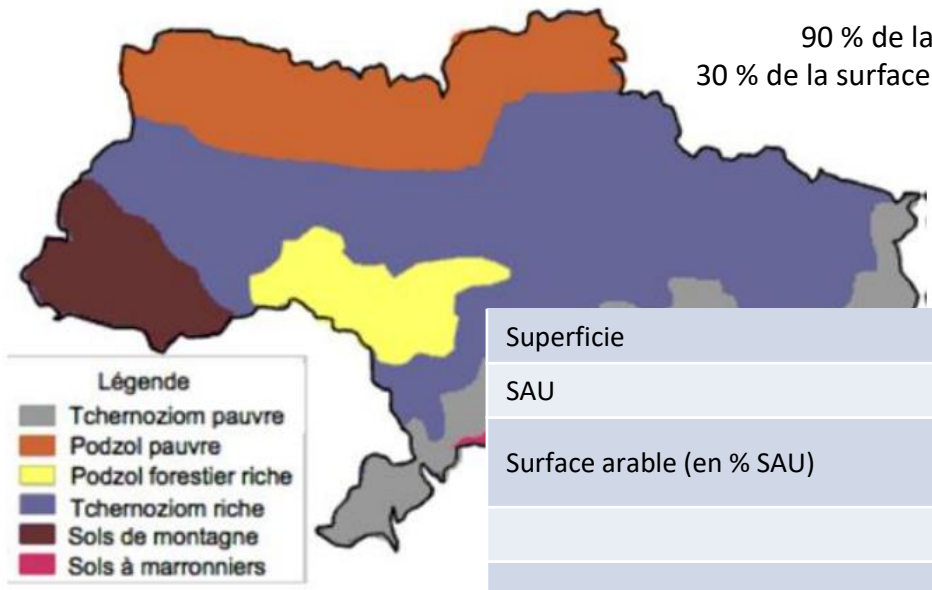 90 % de la
30 % de la surface
Superficie
SAU
Surface arable (en % SAU)
Légende
Tchernoziom pauvre
Podzol pauvre
Podzol forestier riche
Tchernoziom riche
Sols de montagne
Sols à marronniers